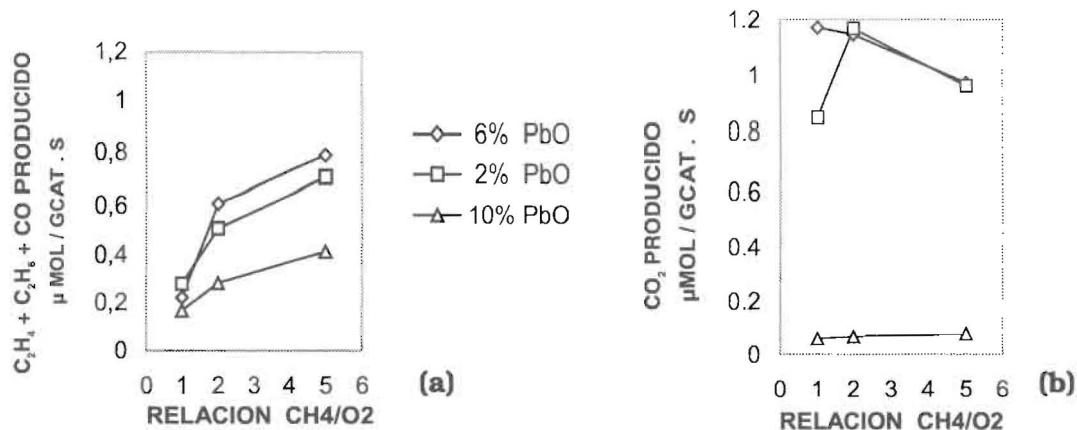 C₂H₄ + C₂H₆ + CO PRODUCIDO
µ MOL / GCAT . S
1,2
1
0,8
0,6
0,4
0,2
0
0 1 2 3 4 5 6
RELACION CH4/O2
(a)
6% PbO
2% PbO
10% PbO
CO₂ PRODUCIDO
µMOL / GCAT. S
1.2
1
0.8
0.6
0.4
0.2
0
0 1 2 3 4 5 6
RELACION CH4/O2
(b)